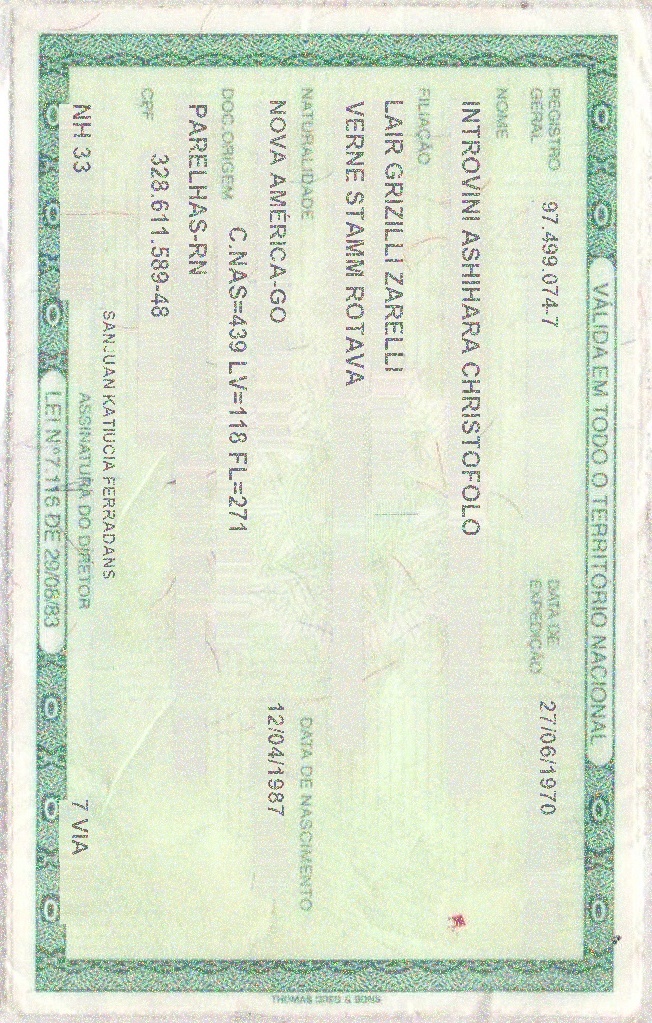 VÁLIDA EM TODO O TERRITÓRIO NACIONAL
REGISTRO GERAL 97.499.074-7 DATA DE EXPEDIÇÃO 27/06/1970
NOME
INTROVINI ASHIHARA CHRISTOFOLO
FILIAÇÃO
LAIR GRIZILLI ZARELLI
VERNE STAMM ROTAVA
NATURALIDADE DATA DE NASCIMENTO
NOVA AMÉRICA-GO 12/04/1987
DOC.ORIGEM C.NAS=439 LV=118 FL=271
PARELHAS-RN
CPF 328.611.589-48
SANJUAN KATIUCIA FERRADANS
NH 33 ASSINATURA DO DIRETOR 7 VIA
LEI Nº7.116 DE 29/08/83
THOMAS GREG & SONS